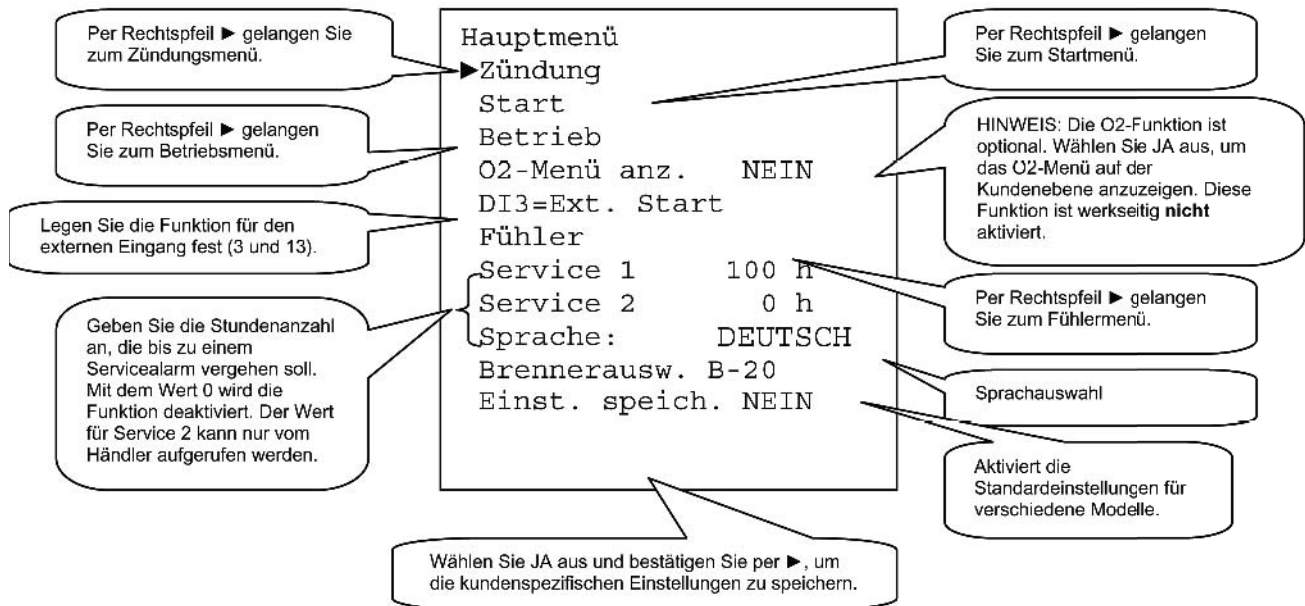 Per Rechtspfeil ► gelangen Sie
zum Zündungsmenü.
Per Rechtspfeil ► gelangen
Sie zum Betriebsmenü.
Legen Sie die Funktion für den
externen Eingang fest (3 und 13).
Geben Sie die Stundenanzahl
an, die bis zu einem
Servicealarm vergehen soll.
Mit dem Wert 0 wird die
Funktion deaktiviert. Der Wert
für Service 2 kann nur vom
Händler aufgerufen werden.
Hauptmenü
►Zündung
Start
Betrieb
O2-Menü anz. NEIN
DI3=Ext. Start
Fühler
Service 1 100 h
Service 2 0 h
Sprache: DEUTSCH
Brennerausw. B-20
Einst. speich. NEIN
Per Rechtspfeil ► gelangen
Sie zum Startmenü.
HINWEIS: Die O2-Funktion ist
optional. Wählen Sie JA aus, um
das O2-Menü auf der
Kundenebene anzuzeigen. Diese
Funktion ist werkseitig nicht
aktiviert.
Per Rechtspfeil ► gelangen
Sie zum Fühlermenü.
Sprachauswahl
Aktiviert die
Standardeinstellungen für
verschiedene Modelle.
Wählen Sie JA aus und bestätigen Sie per ►, um
die kundenspezifischen Einstellungen zu speichern.